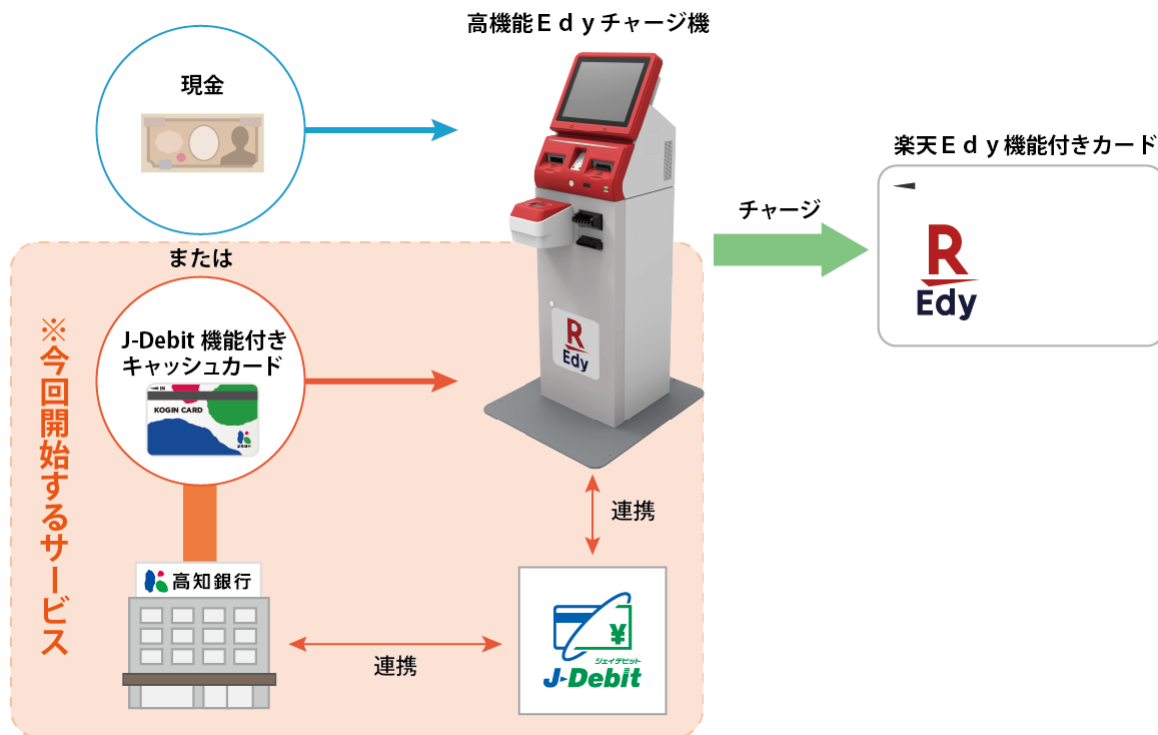 高機能Ｅｄｙチャージ機
現金
楽天Ｅｄｙ機能付きカード
チャージ
R
Edy
または
※今回開始するサービス
J-Debit 機能付き
キャッシュカード
KOGIN CARD
R
Edy
連携
高知銀行
連携
¥
ジェイデビット
J-Debit